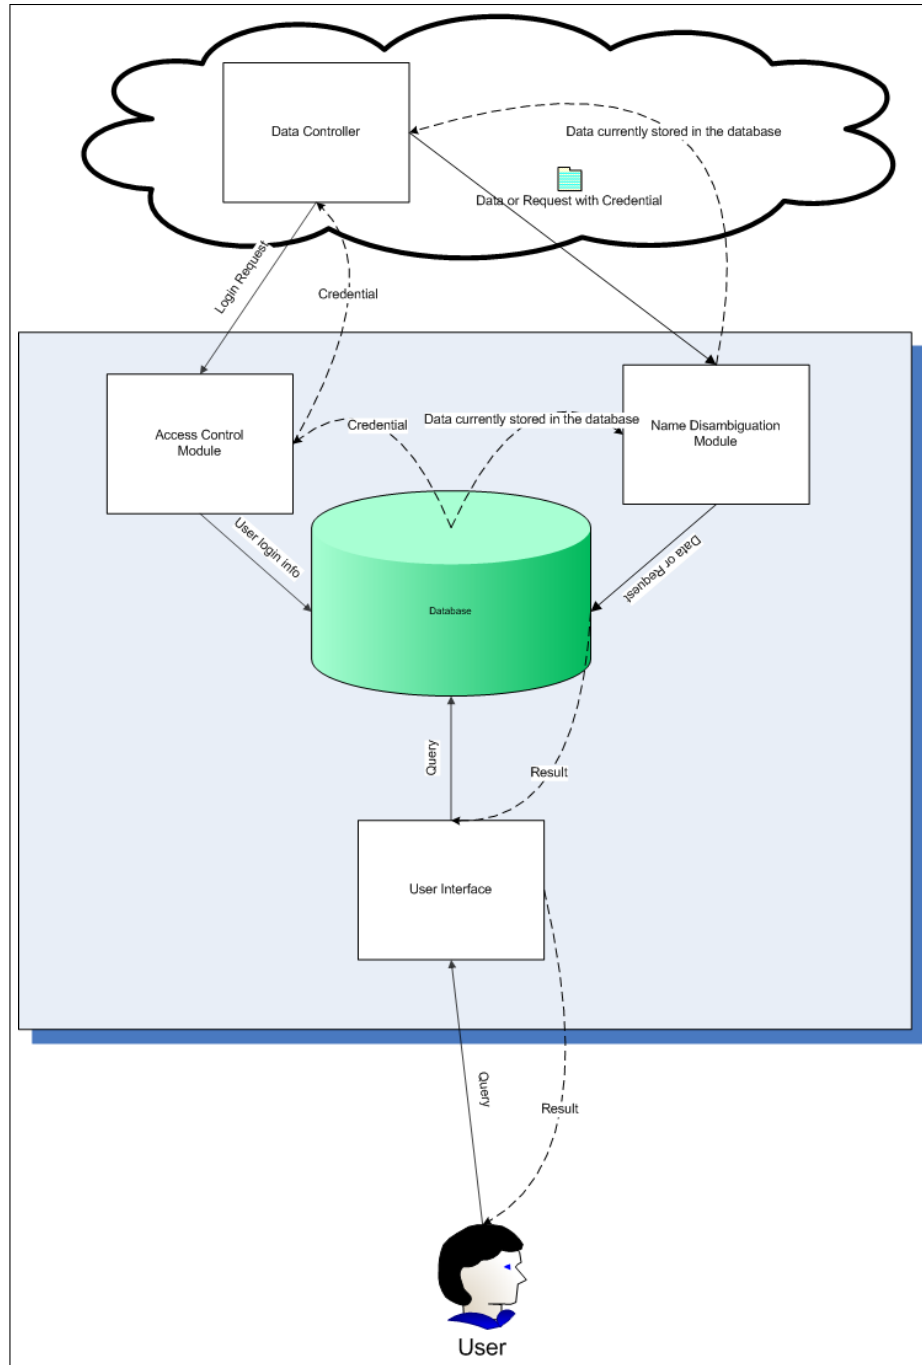 Data Controller
Data currently stored in the database
Data or Request with Credential
Login Request
Credential
Access Control
Module
Credential
Data currently stored in the database
Name Disambiguation
Module
User login info
Data or Request
Database
Query
Result
User Interface
Query
Result
User